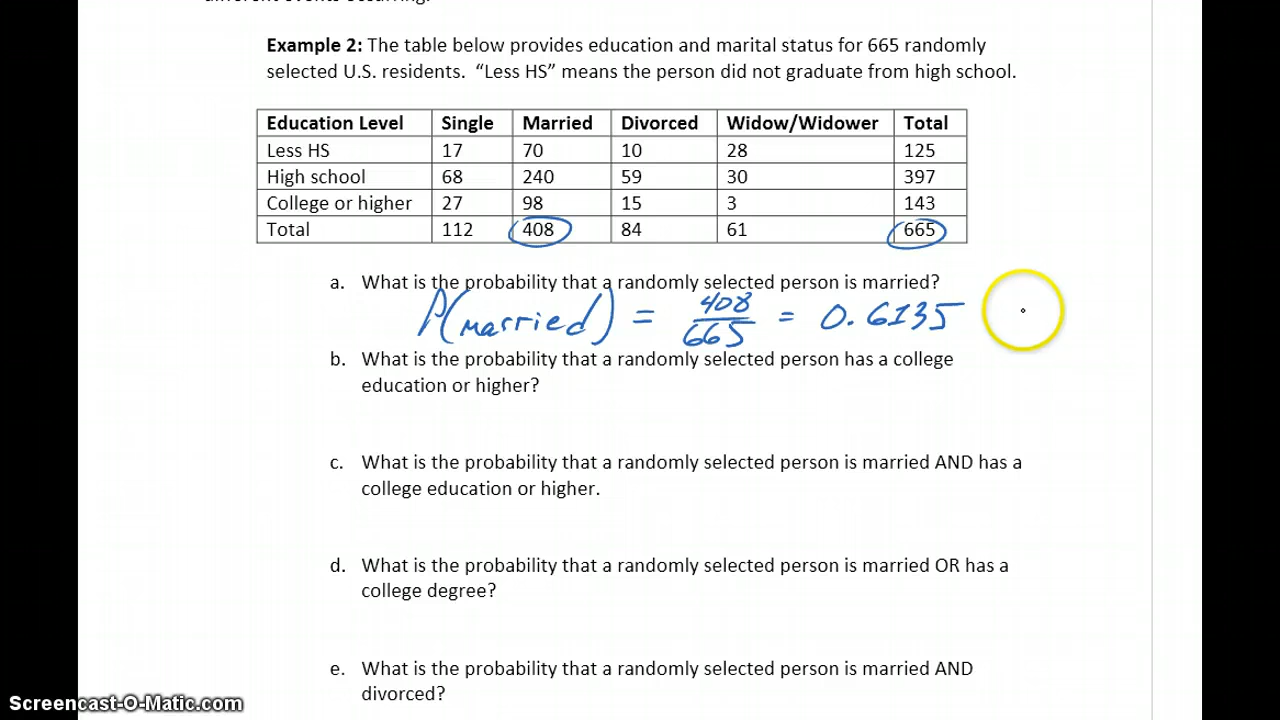 different events occurring.
Example 2: The table below provides education and marital status for 665 randomly
selected U.S. residents. “Less HS” means the person did not graduate from high school.
Education Level Single Married Divorced Widow/Widower Total
Less HS 17 70 10 28 125
High school 68 240 59 30 397
College or higher 27 98 15 3 143
Total 112 408 84 61 665
a. What is the probability that a randomly selected person is married?
P(married) = 408/665 = 0.6135
b. What is the probability that a randomly selected person has a college
education or higher?
c. What is the probability that a randomly selected person is married AND has a
college education or higher.
d. What is the probability that a randomly selected person is married OR has a
college degree?
e. What is the probability that a randomly selected person is married AND
divorced?
Screencast-O-Matic.com